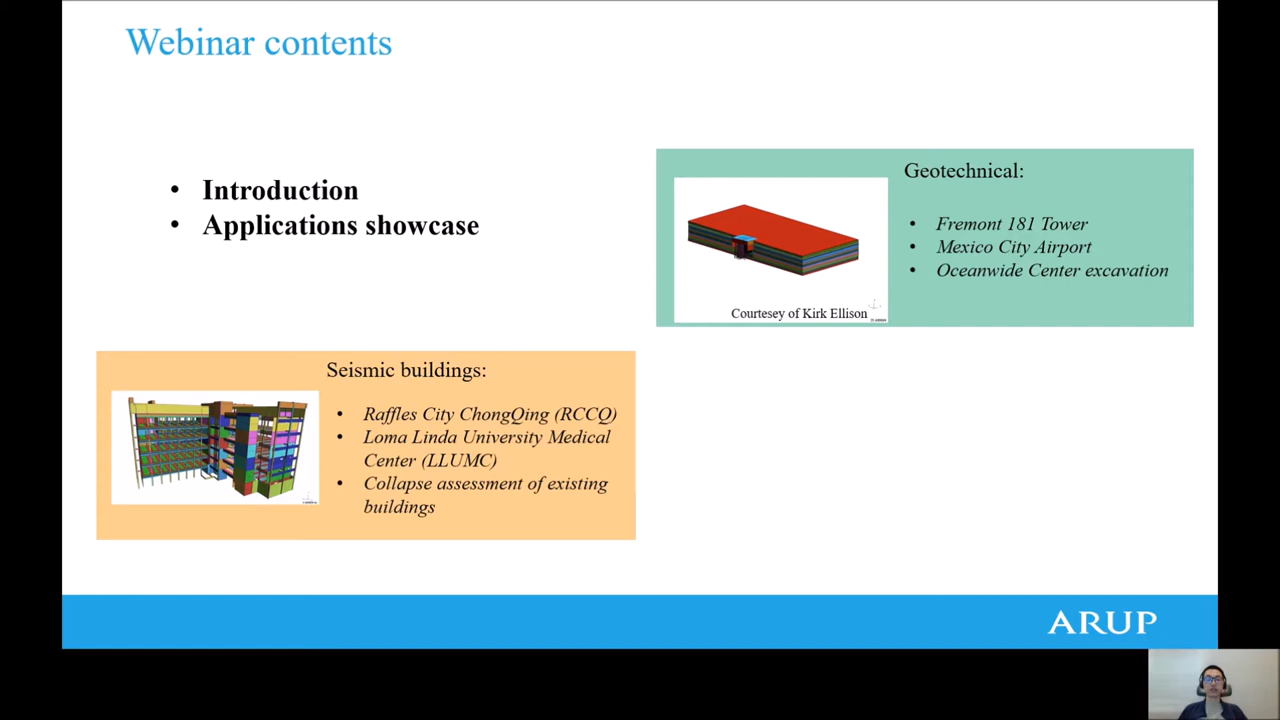 Webinar contents
• Introduction
• Applications showcase
Geotechnical:
• Fremont 181 Tower
• Mexico City Airport
• Oceanwide Center excavation
Courtesey of Kirk Ellison
Seismic buildings:
• Raffles City ChongQing (RCCQ)
• Loma Linda University Medical
Center (LLUMC)
• Collapse assessment of existing
buildings
ARUP